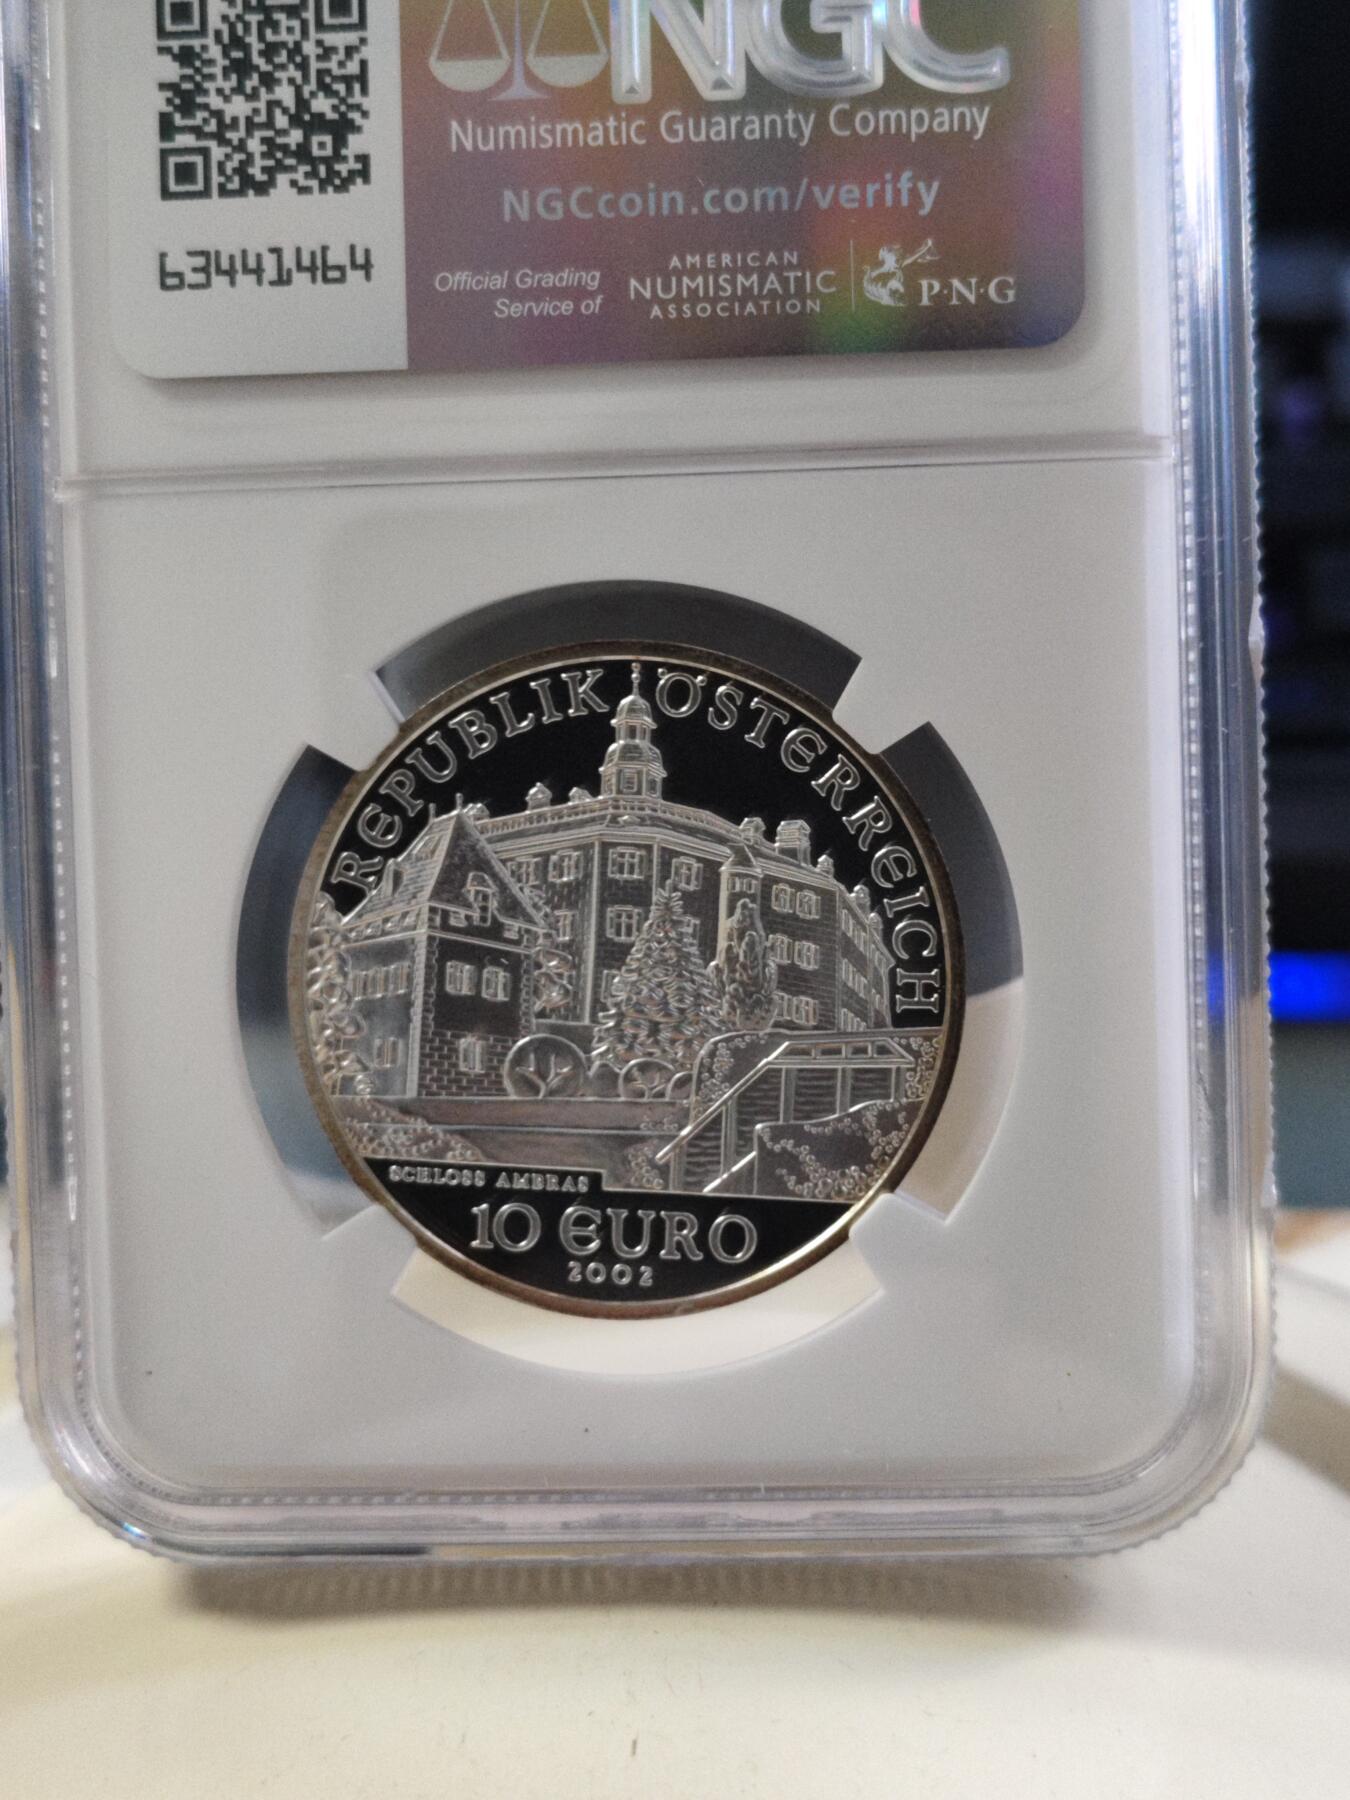 NGC
Numismatic Guaranty Company
NGCcoin.com/verify
63441464
Official Grading
Service of
AMERICAN
NUMISMATIC
ASSOCIATION
P·N·G
REPUBLIK ÖSTERREICH
SCHLOSS AMBRAS
10 EURO
2002